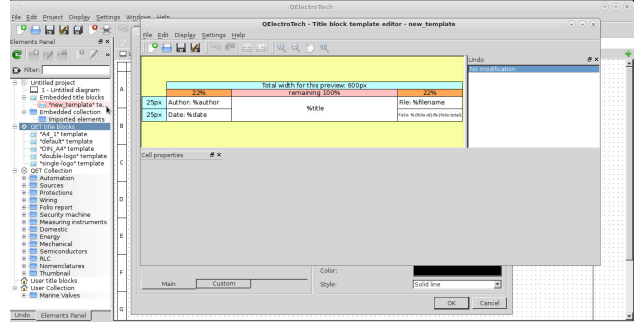 QElectroTech
File Edit Project Display Settings Windows Help
QElectroTech - Title block template editor - new_template
File Edit Display Settings Help
Elements Panel
Filter:
Untitled project
1 - Untitled diagram
Embedded title blocks
"new_template" te...
Embedded collection
Imported elements
QET title blocks
"A4_1" template
"default" template
"DIN_A4" template
"double-logo" template
"single-logo" template
QET Collection
Automation
Sources
Protections
Wiring
Folio report
Security machine
Measuring instruments
Domestic
Energy
Mechanical
Semiconductors
RLC
Nomenclatures
Thumbnail
User title blocks
User Collection
Marine Valves
Undo Elements Panel
A
B
C
D
E
F
G
Total width for this preview: 600px
22% remaining 100% 22%
25px Author: %author %title File: %filename
25px Date: %date Folio: %{folio-id}/%{folio-total}
Undo
No modification
Cell properties
Main Custom
Color:
Style: Solid line
OK Cancel